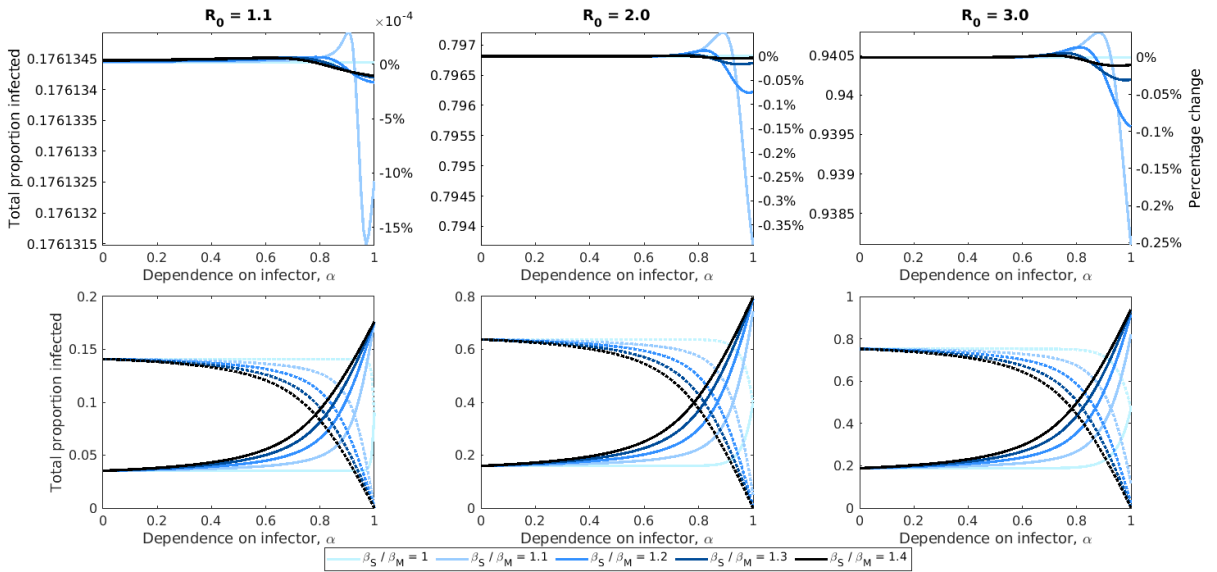 R0 = 1.1
R0 = 2.0
R0 = 3.0
×10-4
Total proportion infected
0.1761345
0.176134
0.1761335
0.176133
0.1761325
0.176132
0.1761315
0%
-5%
-10%
-15%
0 0.2 0.4 0.6 0.8 1
Dependence on infector, α
0.797
0.7965
0.796
0.7955
0.795
0.7945
0.794
0%
-0.05%
-0.1%
-0.15%
-0.2%
-0.25%
-0.3%
-0.35%
0 0.2 0.4 0.6 0.8 1
Dependence on infector, α
0.9405
0.94
0.9395
0.939
0.9385
0%
-0.05%
-0.1%
-0.15%
-0.2%
-0.25%
Percentage change
0 0.2 0.4 0.6 0.8 1
Dependence on infector, α
Total proportion infected
0.2
0.15
0.1
0.05
0
0 0.2 0.4 0.6 0.8 1
Dependence on infector, α
0.8
0.6
0.4
0.2
0
0 0.2 0.4 0.6 0.8 1
Dependence on infector, α
1
0.8
0.6
0.4
0.2
0
0 0.2 0.4 0.6 0.8 1
Dependence on infector, α
βS / βM = 1 βS / βM = 1.1 βS / βM = 1.2 βS / βM = 1.3 βS / βM = 1.4